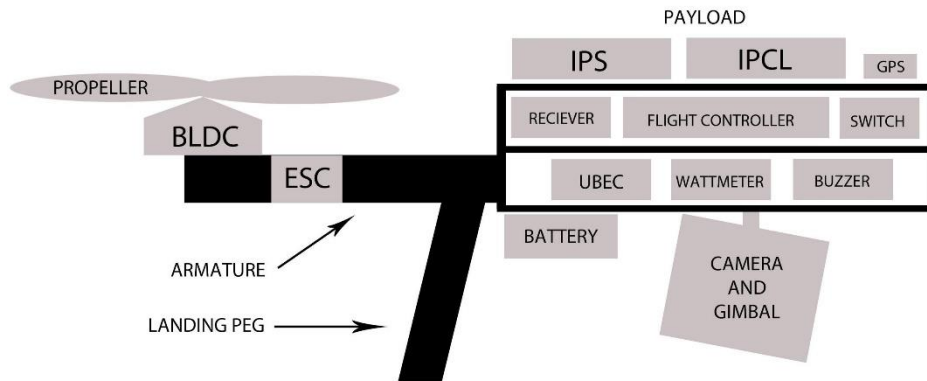 PAYLOAD
IPS
IPCL
GPS
PROPELLER
RECIEVER
FLIGHT CONTROLLER
SWITCH
BLDC
ESC
UBEC
WATTMETER
BUZZER
BATTERY
ARMATURE
CAMERA
AND
GIMBAL
LANDING PEG